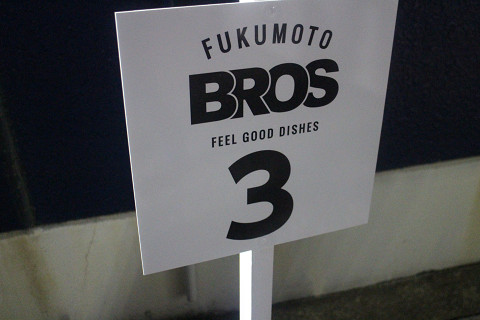 FUKUMOTO
BROS
FEEL GOOD DISHES
3